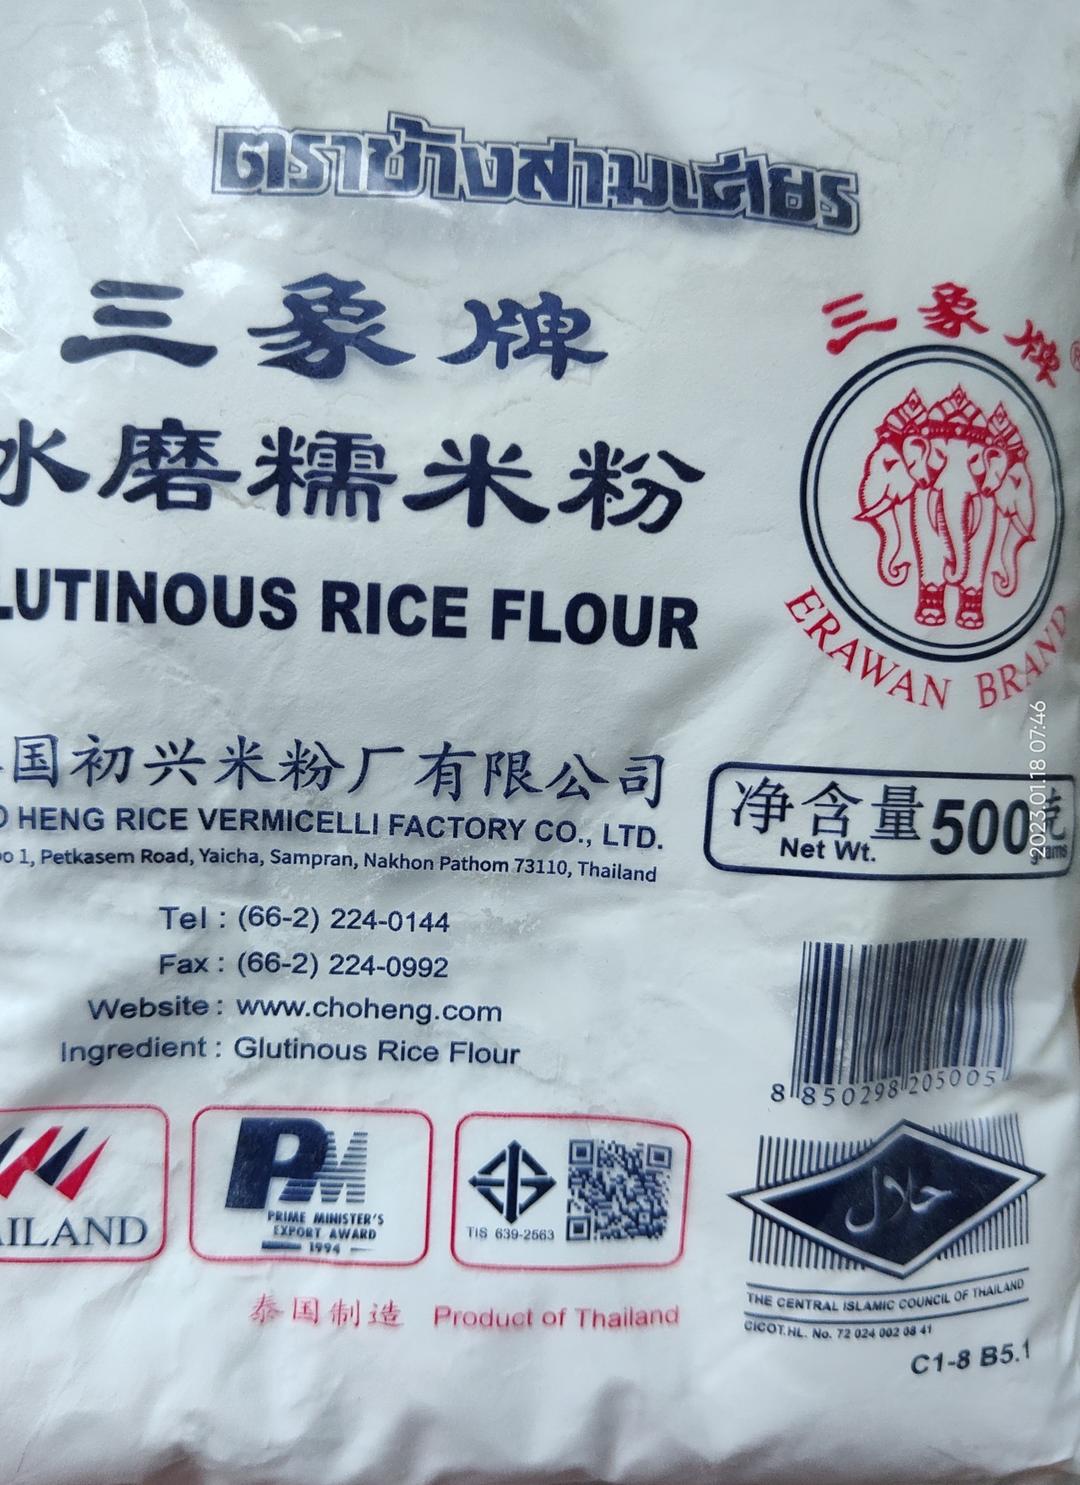 ตราช้างสามเศียร
三象牌
水磨糯米粉
LUTINOUS RICE FLOUR
三象牌
ERAWAN BRAND
国初兴米粉厂有限公司
O HENG RICE VERMICELLI FACTORY CO., LTD.
oo 1, Petkasem Road, Yaicha, Sampran, Nakhon Pathom 73110, Thailand
净含量 500克
Net Wt. grams
Tel : (66-2) 224-0144
Fax : (66-2) 224-0992
Website : www.choheng.com
Ingredient : Glutinous Rice Flour
8 850298 205005
AILAND
PM
PRIME MINISTER'S
EXPORT AWARD
1994
TIS 639-2563
حلال
THE CENTRAL ISLAMIC COUNCIL OF THAILAND
CICOT.HL. No. 72 024 002 08 41
泰国制造 Product of Thailand
C1-8 B5.1
2023.01.18 07:46